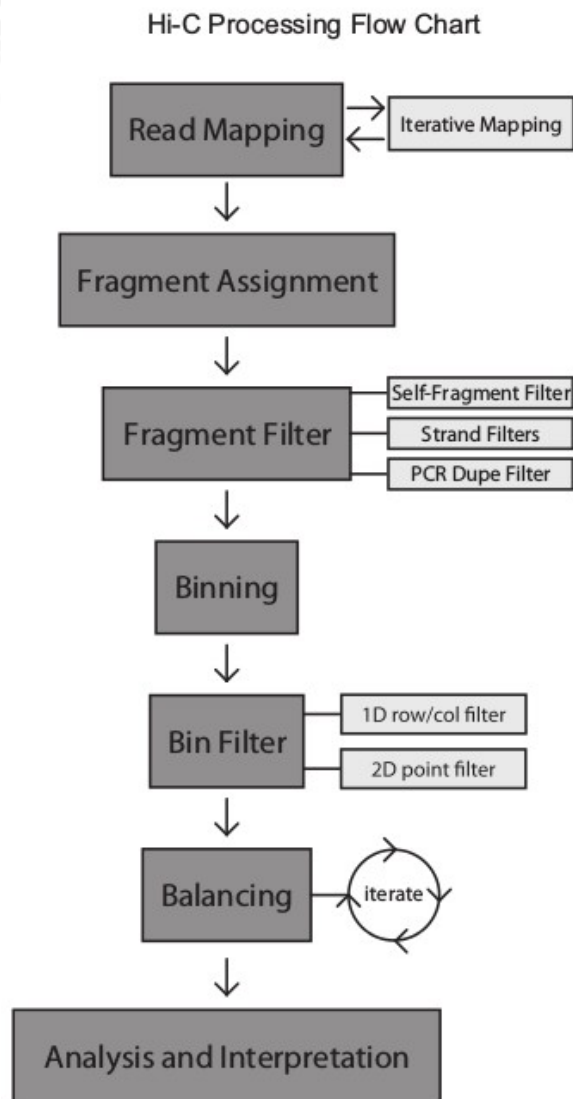 Hi-C Processing Flow Chart
Read Mapping
Iterative Mapping
Fragment Assignment
Fragment Filter
Self-Fragment Filter
Strand Filters
PCR Dupe Filter
Binning
Bin Filter
1D row/col filter
2D point filter
Balancing
iterate
Analysis and Interpretation